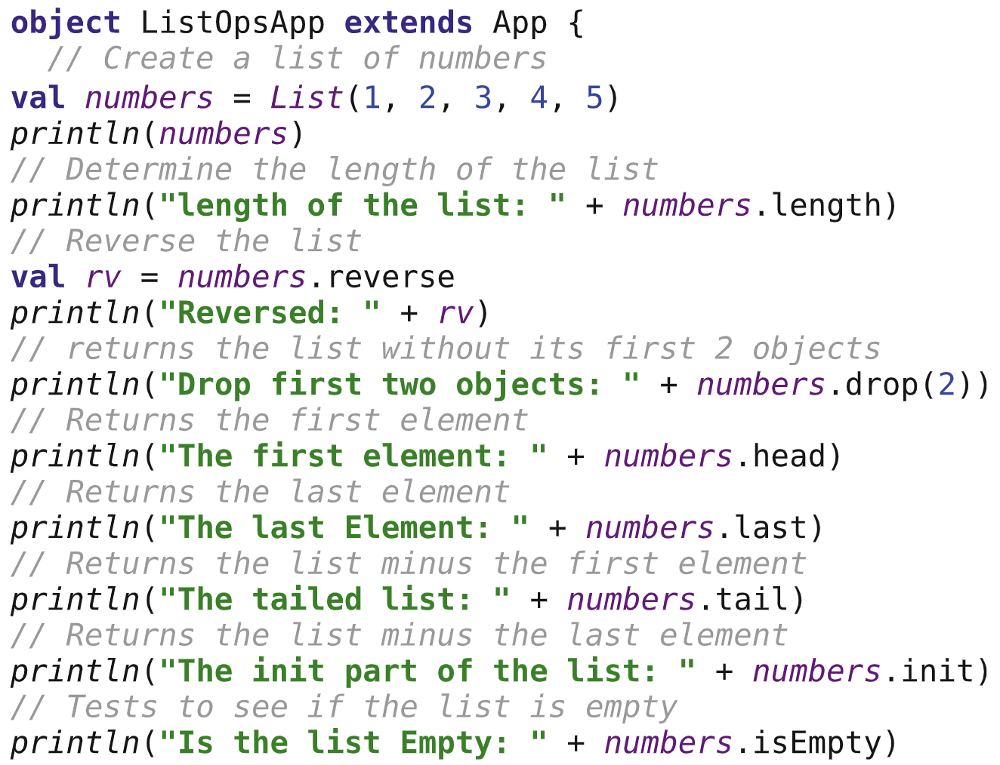 object ListOpsApp extends App {
  // Create a list of numbers
val numbers = List(1, 2, 3, 4, 5)
println(numbers)
// Determine the length of the list
println("length of the list: " + numbers.length)
// Reverse the list
val rv = numbers.reverse
println("Reversed: " + rv)
// returns the list without its first 2 objects
println("Drop first two objects: " + numbers.drop(2))
// Returns the first element
println("The first element: " + numbers.head)
// Returns the last element
println("The last Element: " + numbers.last)
// Returns the list minus the first element
println("The tailed list: " + numbers.tail)
// Returns the list minus the last element
println("The init part of the list: " + numbers.init)
// Tests to see if the list is empty
println("Is the list Empty: " + numbers.isEmpty)